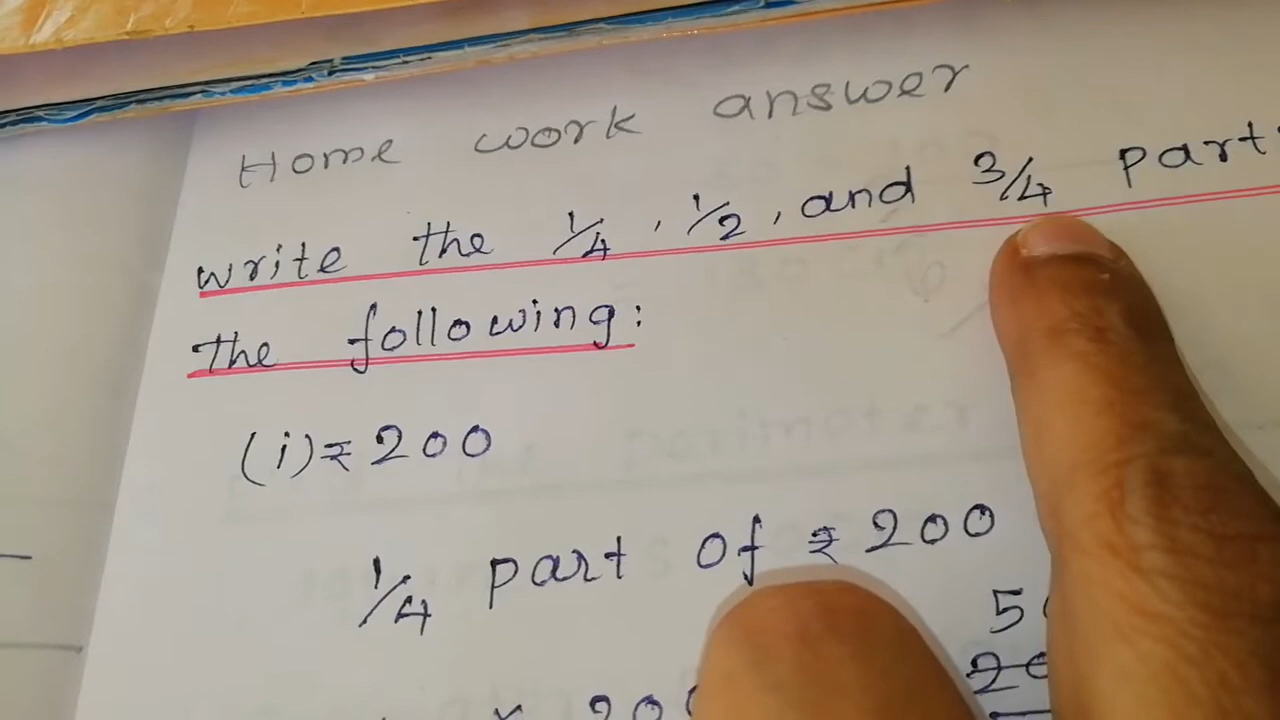 Home work answer
write the 1/4, 1/2, and 3/4 part
the following:
(i) ₹ 200
1/4 part of ₹ 200